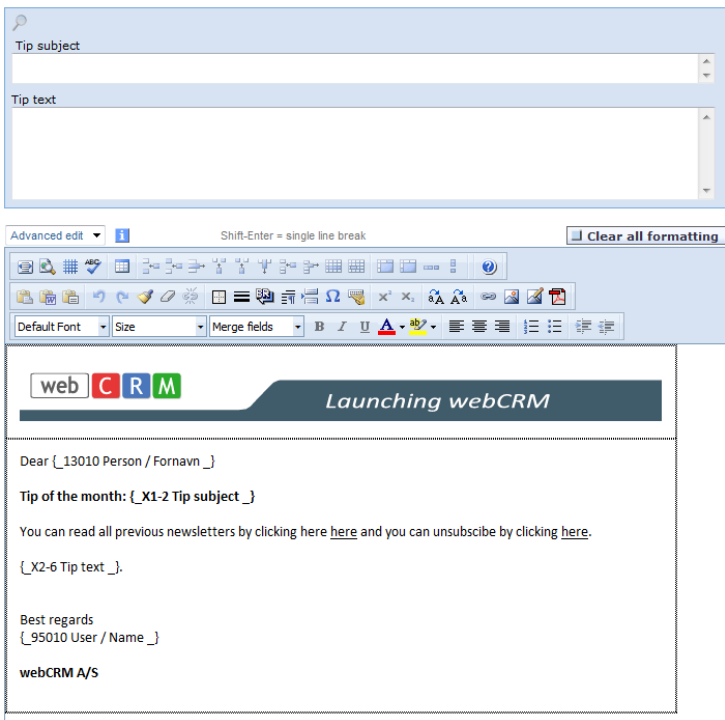 Tip subject
Tip text
Advanced edit
Shift-Enter = single line break
Clear all formatting
ABC
Default Font
Size
Merge fields
B I U A ab
web C R M
Launching webCRM
Dear {_13010 Person / Fornavn _}
Tip of the month: {_X1-2 Tip subject _}
You can read all previous newsletters by clicking here here and you can unsubscibe by clicking here.
{_X2-6 Tip text _}.
Best regards
{_95010 User / Name _}
webCRM A/S